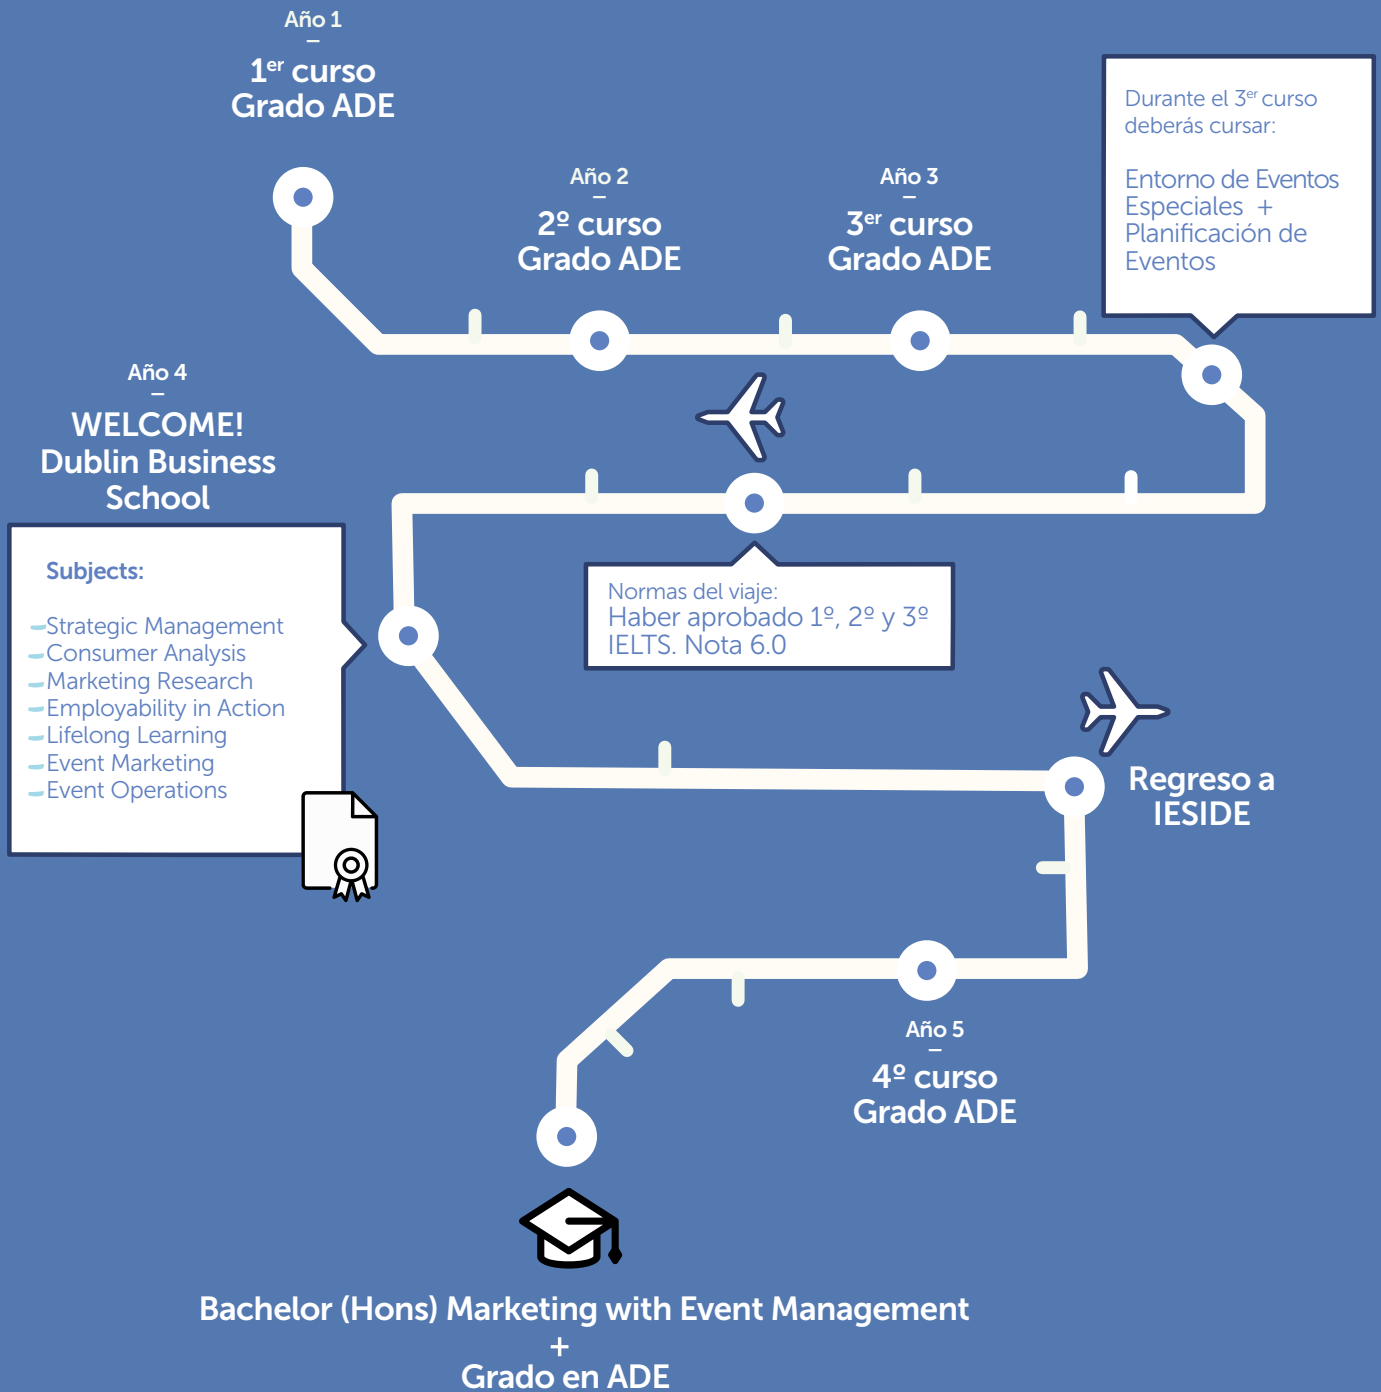 Año 1
–
1er curso
Grado ADE
Año 2
–
2º curso
Grado ADE
Año 3
–
3er curso
Grado ADE
Durante el 3er curso
deberás cursar:
Entorno de Eventos
Especiales +
Planificación de
Eventos
Normas del viaje:
Haber aprobado 1º, 2º y 3º
IELTS. Nota 6.0
Año 4
–
WELCOME!
Dublin Business
School
Subjects:
Strategic Management
Consumer Analysis
Marketing Research
Employability in Action
Lifelong Learning
Event Marketing
Event Operations
Regreso a
IESIDE
Año 5
–
4º curso
Grado ADE
Bachelor (Hons) Marketing with Event Management
+
Grado en ADE